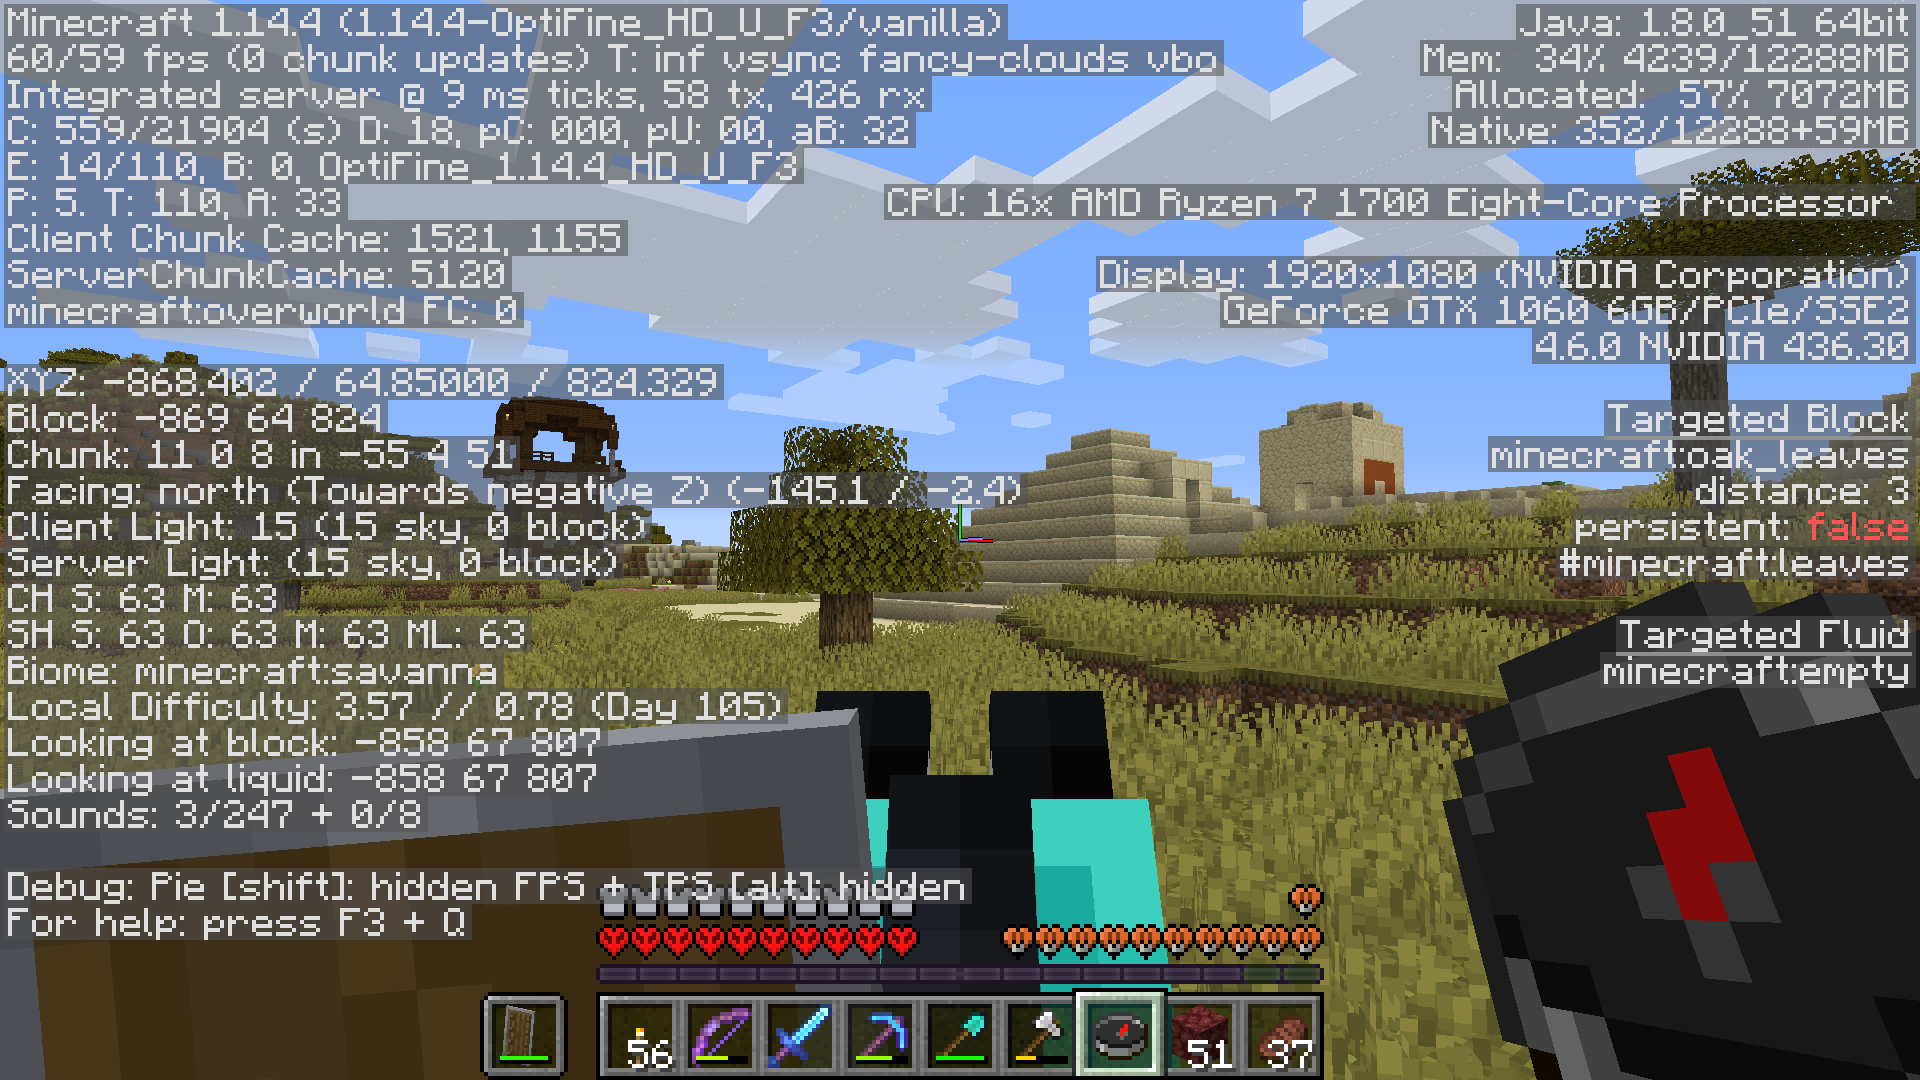 Minecraft 1.14.4 (1.14.4-OptiFine_HD_U_F3/vanilla)
60/59 fps (0 chunk updates) T: inf vsync fancy-clouds vbo
Integrated server @ 9 ms ticks, 58 tx, 426 rx
C: 559/21904 (s) D: 18, pC: 000, pU: 00, aB: 32
E: 14/110, B: 0, OptiFine_1.14.4_HD_U_F3
P: 5. T: 110, A: 33
Client Chunk Cache: 1521, 1155
ServerChunkCache: 5120
minecraft:overworld FC: 0
XYZ: -868.402 / 64.85000 / 824.329
Block: -869 64 824
Chunk: 11 0 8 in -55 4 51
Facing: north (Towards negative Z) (-145.1 / -2.4)
Client Light: 15 (15 sky, 0 block)
Server Light: (15 sky, 0 block)
CH S: 63 M: 63
SH S: 63 O: 63 M: 63 ML: 63
Biome: minecraft:savanna
Local Difficulty: 3.57 // 0.78 (Day 105)
Looking at block: -858 67 807
Looking at liquid: -858 67 807
Sounds: 3/247 + 0/8
Debug: Pie [shift]: hidden FPS + TPS [alt]: hidden
For help: press F3 + Q
Java: 1.8.0_51 64bit
Mem: 34% 4239/12288MB
Allocated: 57% 7072MB
Native: 352/12288+59MB
CPU: 16x AMD Ryzen 7 1700 Eight-Core Processor
Display: 1920x1080 (NVIDIA Corporation)
GeForce GTX 1060 6GB/PCIe/SSE2
4.6.0 NVIDIA 436.30
Targeted Block
minecraft:oak_leaves
distance: 3
persistent: false
#minecraft:leaves
Targeted Fluid
minecraft:empty
56
51
37